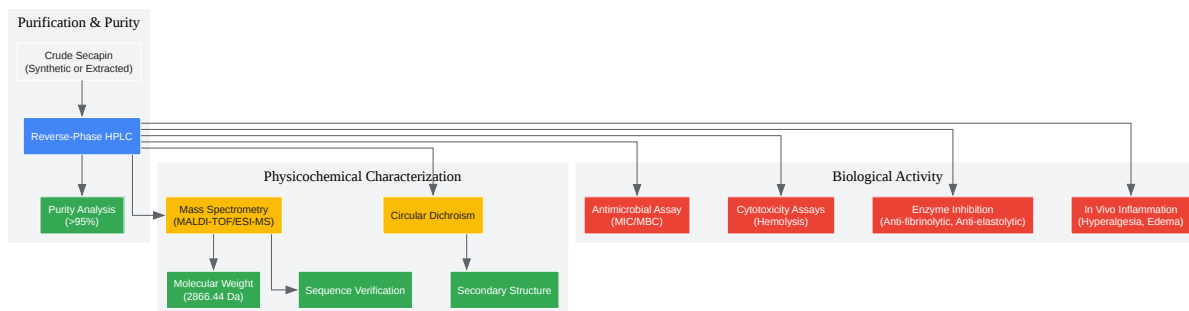 Purification & Purity
Crude Secapin
(Synthetic or Extracted)
Reverse-Phase HPLC
Purity Analysis
(>95%)
Physicochemical Characterization
Mass Spectrometry
(MALDI-TOF/ESI-MS)
Circular Dichroism
Molecular Weight
(2866.44 Da)
Sequence Verification
Secondary Structure
Biological Activity
Antimicrobial Assay
(MIC/MBC)
Cytotoxicity Assays
(Hemolysis)
Enzyme Inhibition
(Anti-fibrinolytic, Anti-elastolytic)
In Vivo Inflammation
(Hyperalgesia, Edema)